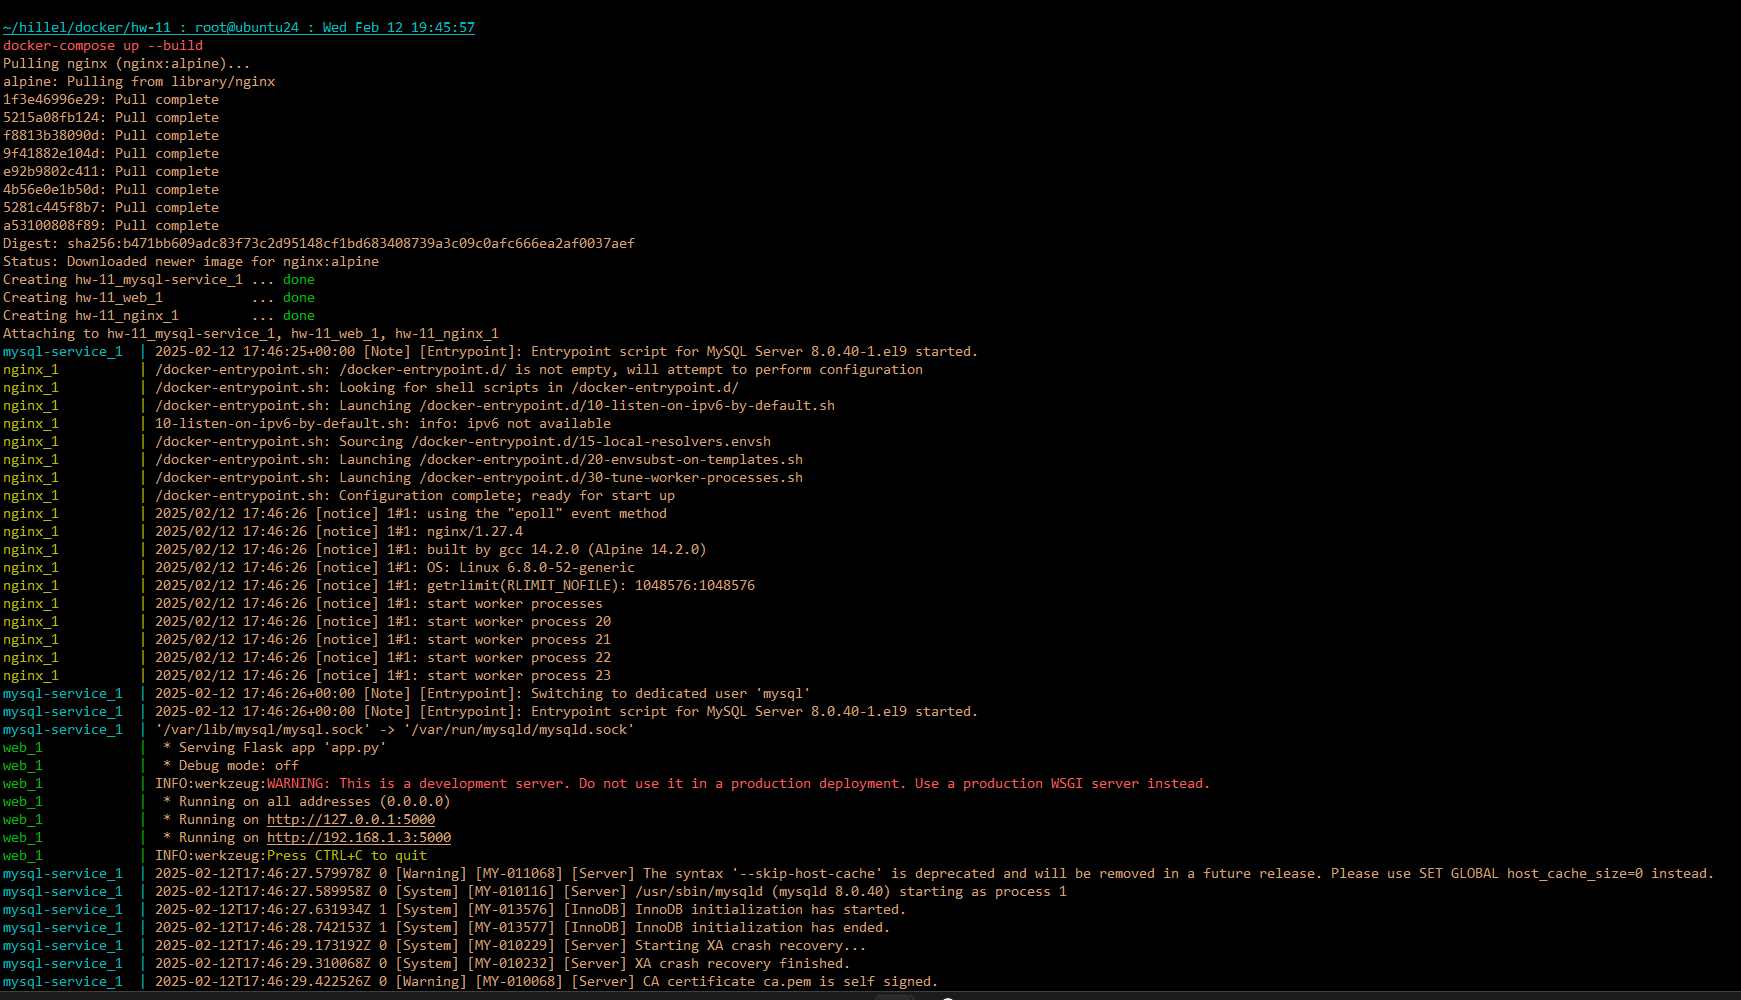 ~/hillel/docker/hw-11 : root@ubuntu24 : Wed Feb 12 19:45:57
docker-compose up --build
Pulling nginx (nginx:alpine)...
alpine: Pulling from library/nginx
1f3e46996e29: Pull complete
5215a08fb124: Pull complete
f8813b38090d: Pull complete
9f41882e104d: Pull complete
e92b9802c411: Pull complete
4b56e0e1b50d: Pull complete
5281c445f8b7: Pull complete
a53100808f89: Pull complete
Digest: sha256:b471bb609adc83f73c2d95148cf1bd683408739a3c09c0afc666ea2af0037aef
Status: Downloaded newer image for nginx:alpine
Creating hw-11_mysql-service_1 ... done
Creating hw-11_web_1           ... done
Creating hw-11_nginx_1         ... done
Attaching to hw-11_mysql-service_1, hw-11_web_1, hw-11_nginx_1
mysql-service_1  | 2025-02-12 17:46:25+00:00 [Note] [Entrypoint]: Entrypoint script for MySQL Server 8.0.40-1.el9 started.
nginx_1          | /docker-entrypoint.sh: /docker-entrypoint.d/ is not empty, will attempt to perform configuration
nginx_1          | /docker-entrypoint.sh: Looking for shell scripts in /docker-entrypoint.d/
nginx_1          | /docker-entrypoint.sh: Launching /docker-entrypoint.d/10-listen-on-ipv6-by-default.sh
nginx_1          | 10-listen-on-ipv6-by-default.sh: info: ipv6 not available
nginx_1          | /docker-entrypoint.sh: Sourcing /docker-entrypoint.d/15-local-resolvers.envsh
nginx_1          | /docker-entrypoint.sh: Launching /docker-entrypoint.d/20-envsubst-on-templates.sh
nginx_1          | /docker-entrypoint.sh: Launching /docker-entrypoint.d/30-tune-worker-processes.sh
nginx_1          | /docker-entrypoint.sh: Configuration complete; ready for start up
nginx_1          | 2025/02/12 17:46:26 [notice] 1#1: using the "epoll" event method
nginx_1          | 2025/02/12 17:46:26 [notice] 1#1: nginx/1.27.4
nginx_1          | 2025/02/12 17:46:26 [notice] 1#1: built by gcc 14.2.0 (Alpine 14.2.0)
nginx_1          | 2025/02/12 17:46:26 [notice] 1#1: OS: Linux 6.8.0-52-generic
nginx_1          | 2025/02/12 17:46:26 [notice] 1#1: getrlimit(RLIMIT_NOFILE): 1048576:1048576
nginx_1          | 2025/02/12 17:46:26 [notice] 1#1: start worker processes
nginx_1          | 2025/02/12 17:46:26 [notice] 1#1: start worker process 20
nginx_1          | 2025/02/12 17:46:26 [notice] 1#1: start worker process 21
nginx_1          | 2025/02/12 17:46:26 [notice] 1#1: start worker process 22
nginx_1          | 2025/02/12 17:46:26 [notice] 1#1: start worker process 23
mysql-service_1  | 2025-02-12 17:46:26+00:00 [Note] [Entrypoint]: Switching to dedicated user 'mysql'
mysql-service_1  | 2025-02-12 17:46:26+00:00 [Note] [Entrypoint]: Entrypoint script for MySQL Server 8.0.40-1.el9 started.
mysql-service_1  | '/var/lib/mysql/mysql.sock' -> '/var/run/mysqld/mysqld.sock'
web_1            |  * Serving Flask app 'app.py'
web_1            |  * Debug mode: off
web_1            | INFO:werkzeug:WARNING: This is a development server. Do not use it in a production deployment. Use a production WSGI server instead.
web_1            |  * Running on all addresses (0.0.0.0)
web_1            |  * Running on http://127.0.0.1:5000
web_1            |  * Running on http://192.168.1.3:5000
web_1            | INFO:werkzeug:Press CTRL+C to quit
mysql-service_1  | 2025-02-12T17:46:27.579978Z 0 [Warning] [MY-011068] [Server] The syntax '--skip-host-cache' is deprecated and will be removed in a future release. Please use SET GLOBAL host_cache_size=0 instead.
mysql-service_1  | 2025-02-12T17:46:27.589958Z 0 [System] [MY-010116] [Server] /usr/sbin/mysqld (mysqld 8.0.40) starting as process 1
mysql-service_1  | 2025-02-12T17:46:27.631934Z 1 [System] [MY-013576] [InnoDB] InnoDB initialization has started.
mysql-service_1  | 2025-02-12T17:46:28.742153Z 1 [System] [MY-013577] [InnoDB] InnoDB initialization has ended.
mysql-service_1  | 2025-02-12T17:46:29.173192Z 0 [System] [MY-010229] [Server] Starting XA crash recovery...
mysql-service_1  | 2025-02-12T17:46:29.310068Z 0 [System] [MY-010232] [Server] XA crash recovery finished.
mysql-service_1  | 2025-02-12T17:46:29.422526Z 0 [Warning] [MY-010068] [Server] CA certificate ca.pem is self signed.